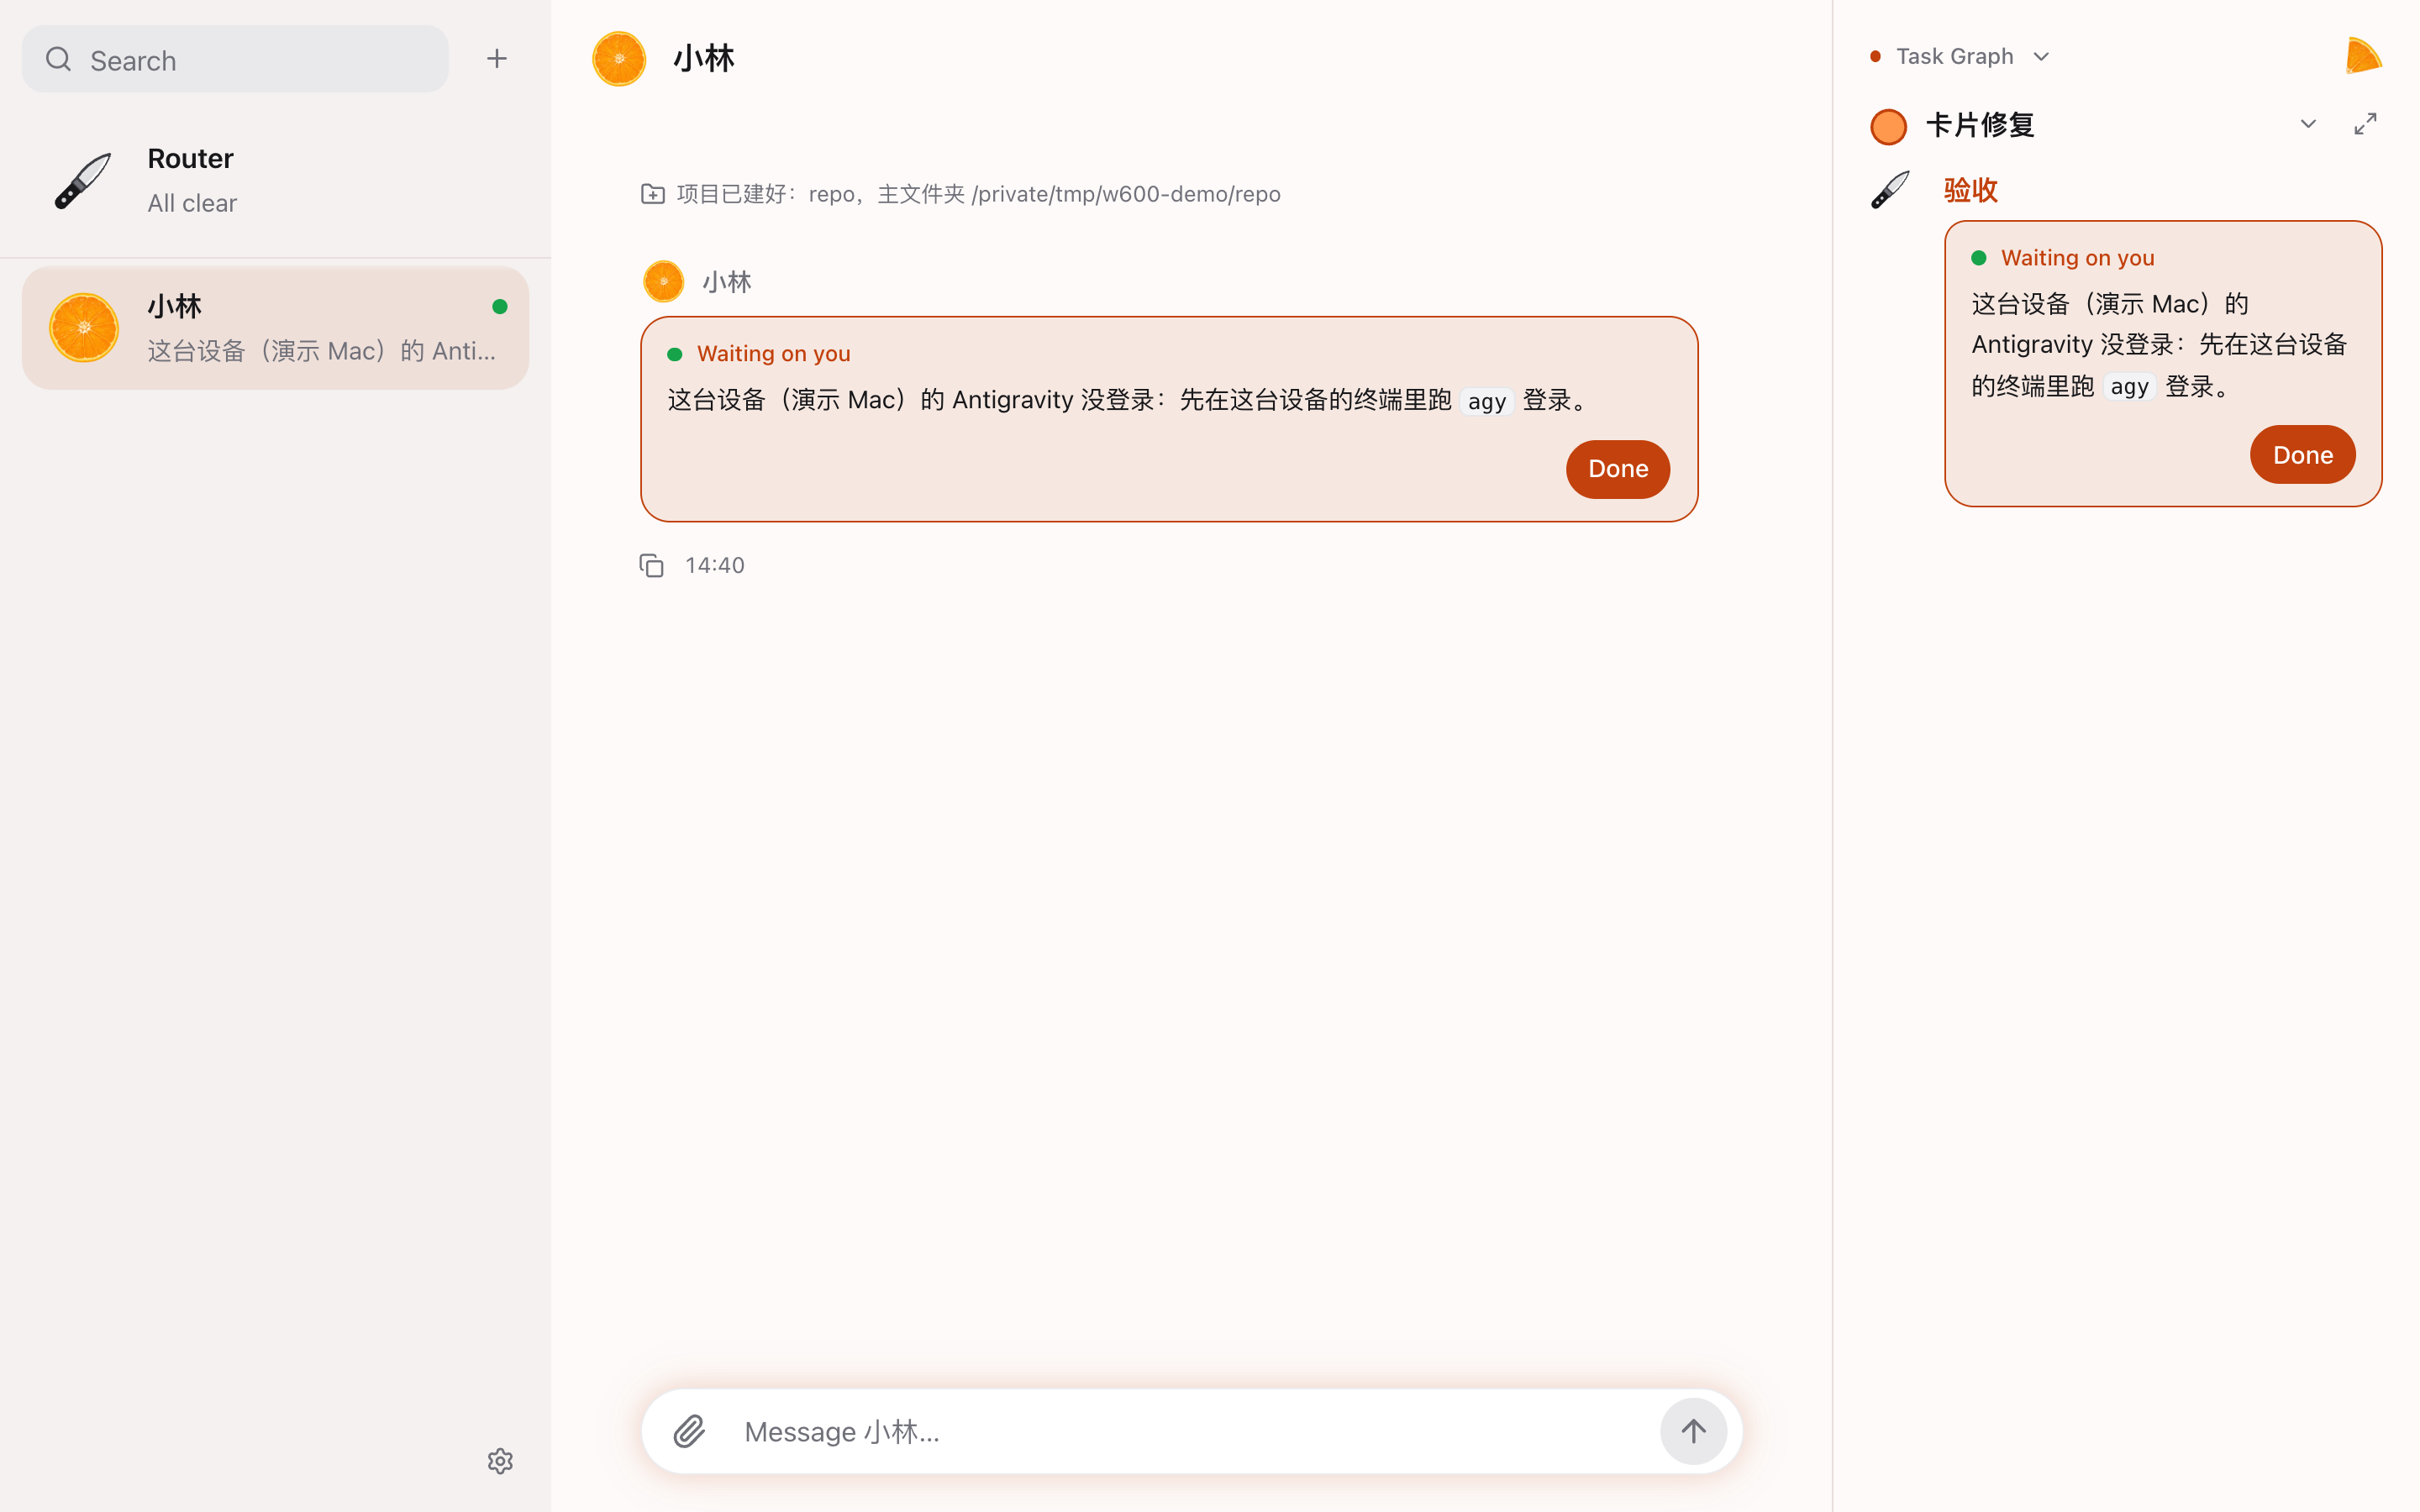 Search
Router
All clear
小林
这台设备（演示 Mac）的 Anti...
小林
项目已建好：repo，主文件夹 /private/tmp/w600-demo/repo
小林
Waiting on you
这台设备（演示 Mac）的 Antigravity 没登录：先在这台设备的终端里跑 agy 登录。
Done
14:40
Message 小林...
Task Graph
卡片修复
验收
Waiting on you
这台设备（演示 Mac）的
Antigravity 没登录：先在这台设备
的终端里跑 agy 登录。
Done